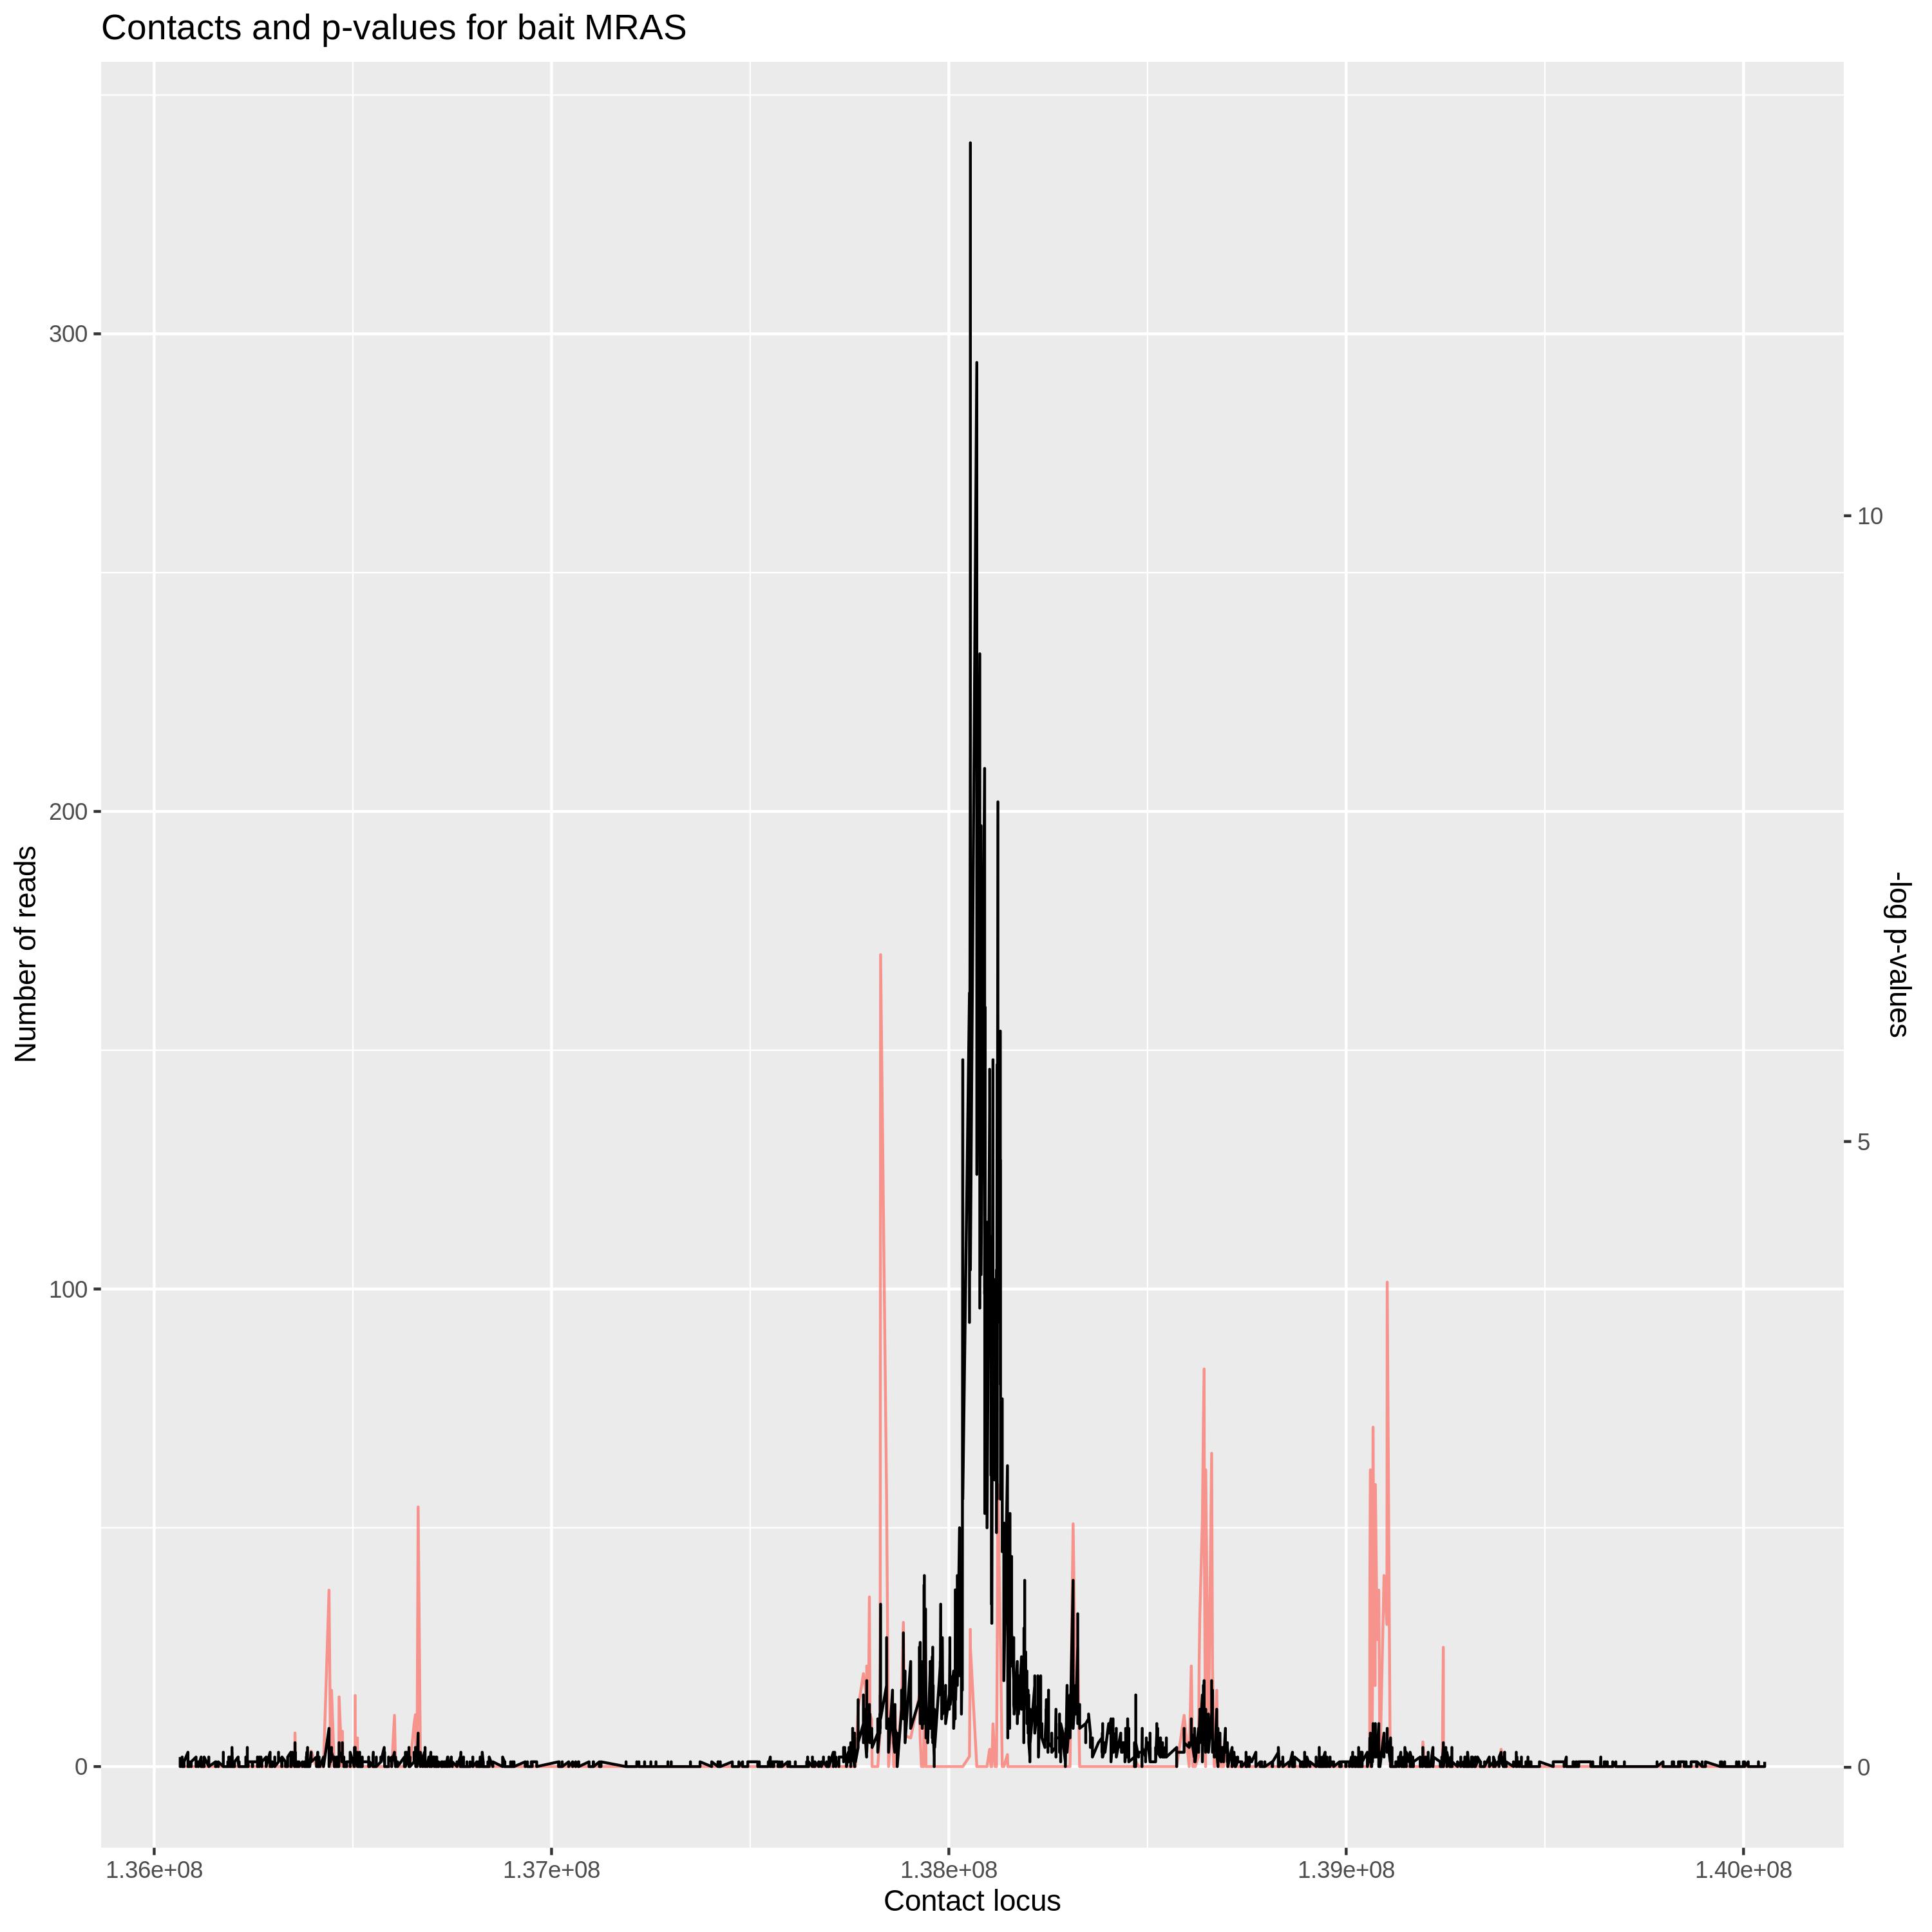 Contacts and p-values for bait MRAS
Number of reads
300
200
100
0
-log p-values
10
5
0
1.36e+08
1.37e+08
1.38e+08
1.39e+08
1.40e+08
Contact locus